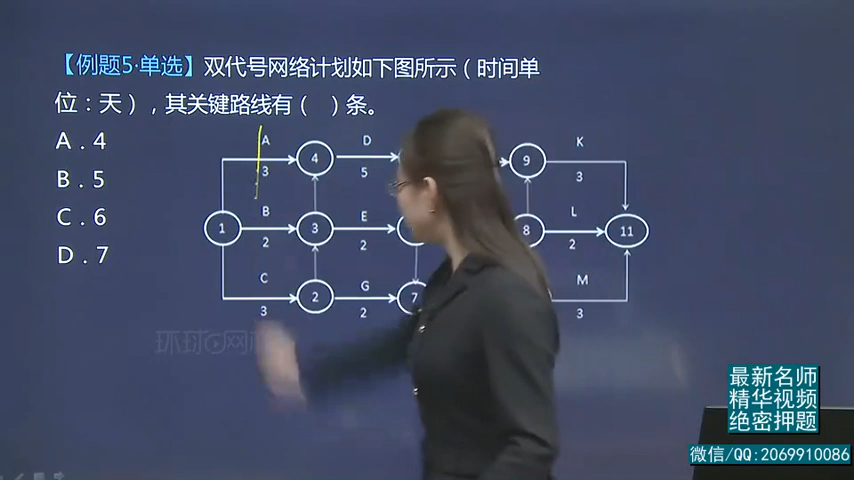 【例题5·单选】双代号网络计划如下图所示（时间单
位：天），其关键路线有（ ）条。
A．4
B．5
C．6
D．7
A
3
4
D
5
9
K
3
1
B
2
3
E
2
8
L
2
11
C
3
2
G
2
7
M
3
环球网
最新名师
精华视频
绝密押题
微信/QQ:2069910086